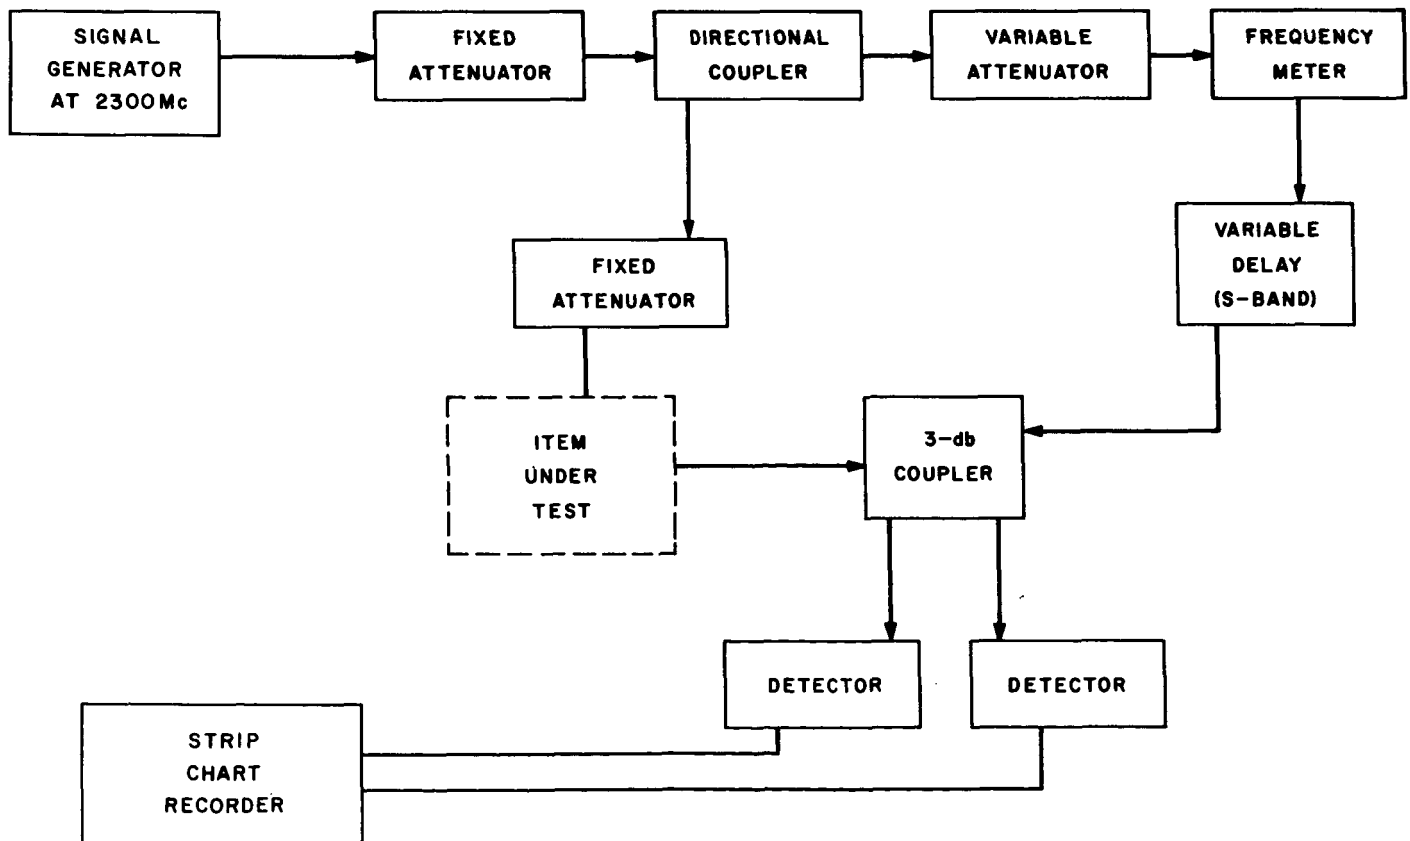 SIGNAL
GENERATOR
AT 2300Mc
FIXED
ATTENUATOR
DIRECTIONAL
COUPLER
VARIABLE
ATTENUATOR
FREQUENCY
METER
VARIABLE
DELAY
(S-BAND)
FIXED
ATTENUATOR
ITEM
UNDER
TEST
3-db
COUPLER
DETECTOR
DETECTOR
STRIP
CHART
RECORDER